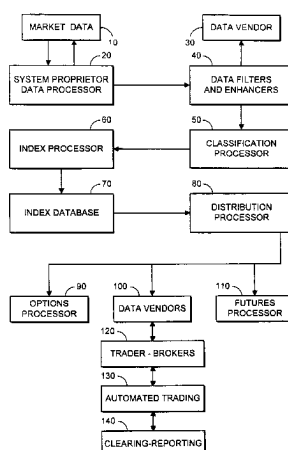 MARKET DATA
10
DATA VENDOR
30
20
SYSTEM PROPRIETOR
DATA PROCESSOR
40
DATA FILTERS
AND ENHANCERS
60
INDEX PROCESSOR
50
CLASSIFICATION
PROCESSOR
70
INDEX DATABASE
80
DISTRIBUTION
PROCESSOR
90
OPTIONS
PROCESSOR
100
DATA VENDORS
110
FUTURES
PROCESSOR
120
TRADER - BROKERS
130
AUTOMATED TRADING
140
CLEARING-REPORTING